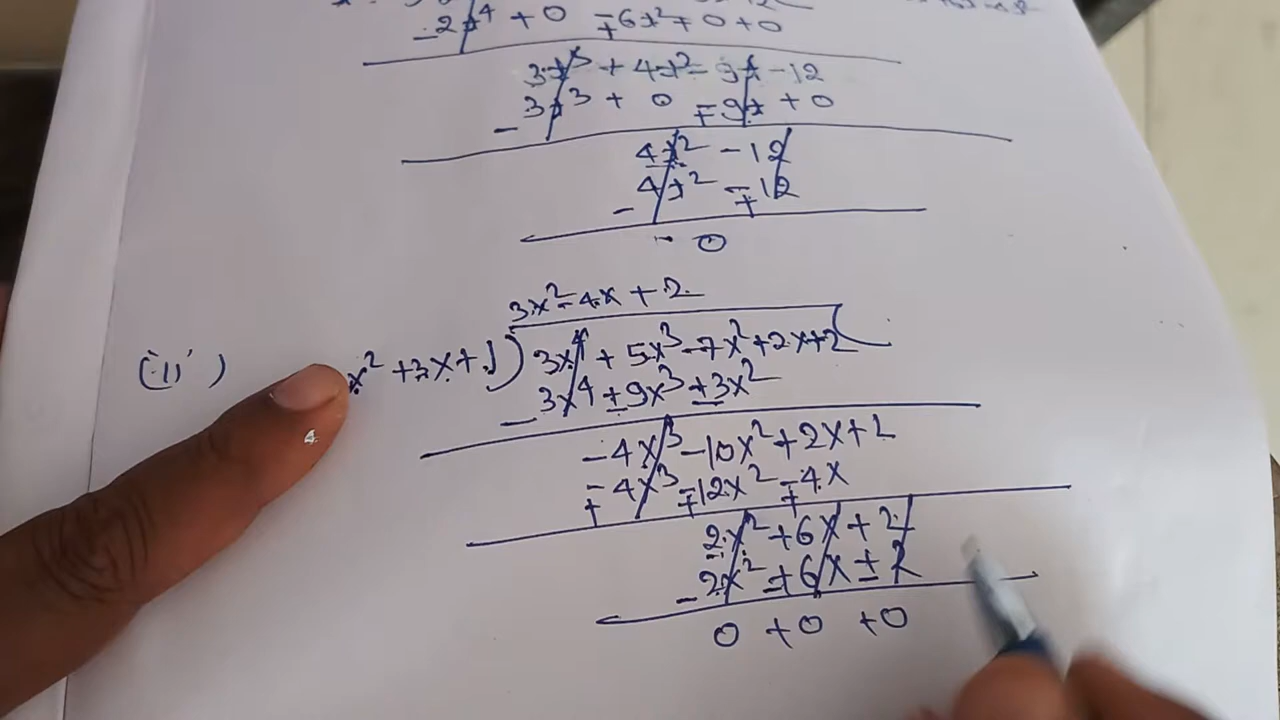 -2x⁴ + 0 ∓6x² + 0 + 0
3x³ + 4x² - 9x - 12
- 3x³ + 0 ∓9x + 0
4x² - 12
- 4x² ∓12
- 0
3x² - 4x + 2
(ii) x² + 3x + 1) 3x⁴ + 5x³ - 7x² + 2x + 2
- 3x⁴ ± 9x³ ± 3x²
- 4x³ - 10x² + 2x + 2
∓ 4x³ ∓ 12x² ∓ 4x
2x² + 6x + 2
- 2x² ± 6x ± 2
0 + 0 + 0